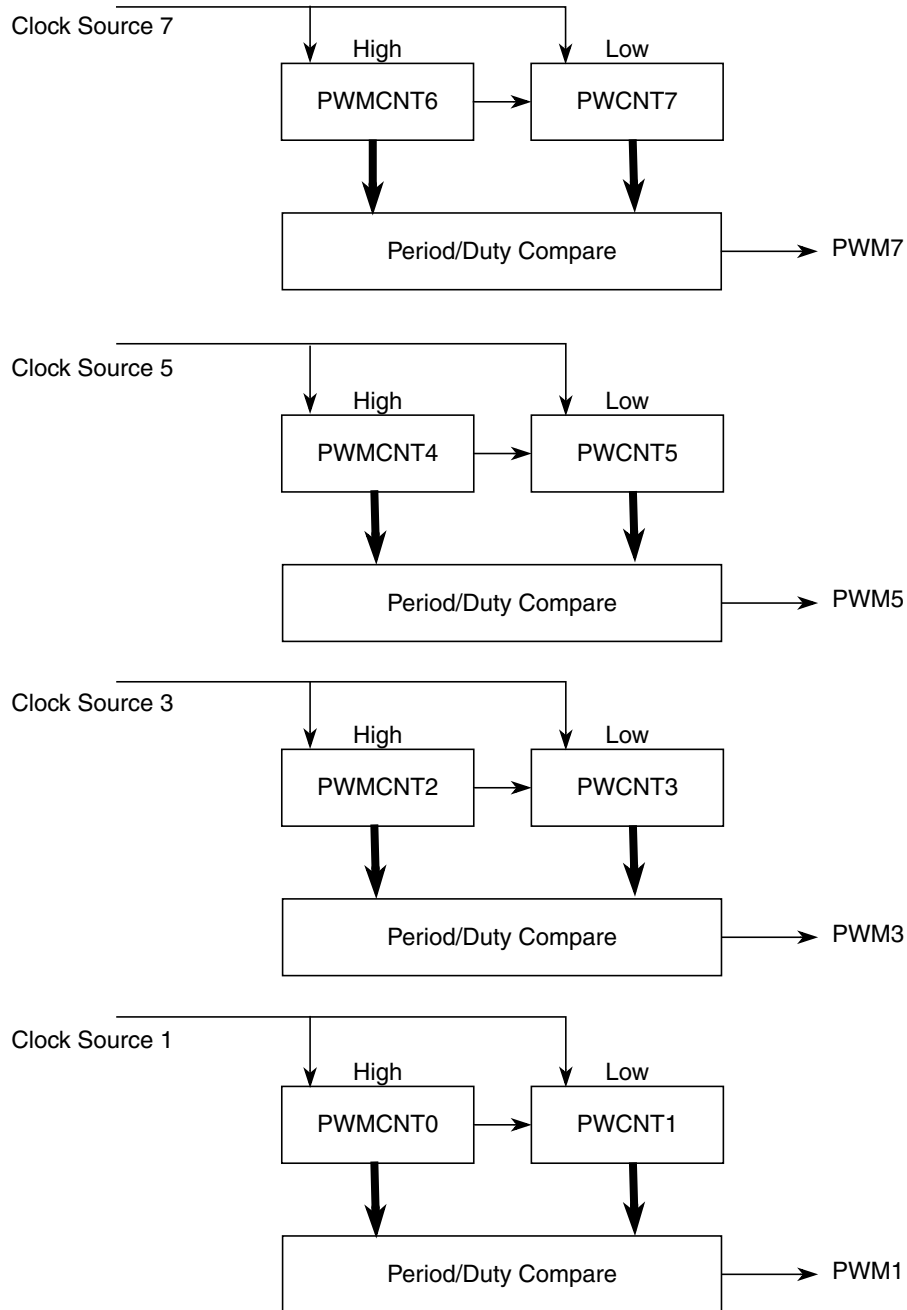 Clock Source 7
High Low
PWMCNT6 PWCNT7
Period/Duty Compare PWM7
Clock Source 5
High Low
PWMCNT4 PWCNT5
Period/Duty Compare PWM5
Clock Source 3
High Low
PWMCNT2 PWCNT3
Period/Duty Compare PWM3
Clock Source 1
High Low
PWMCNT0 PWCNT1
Period/Duty Compare PWM1